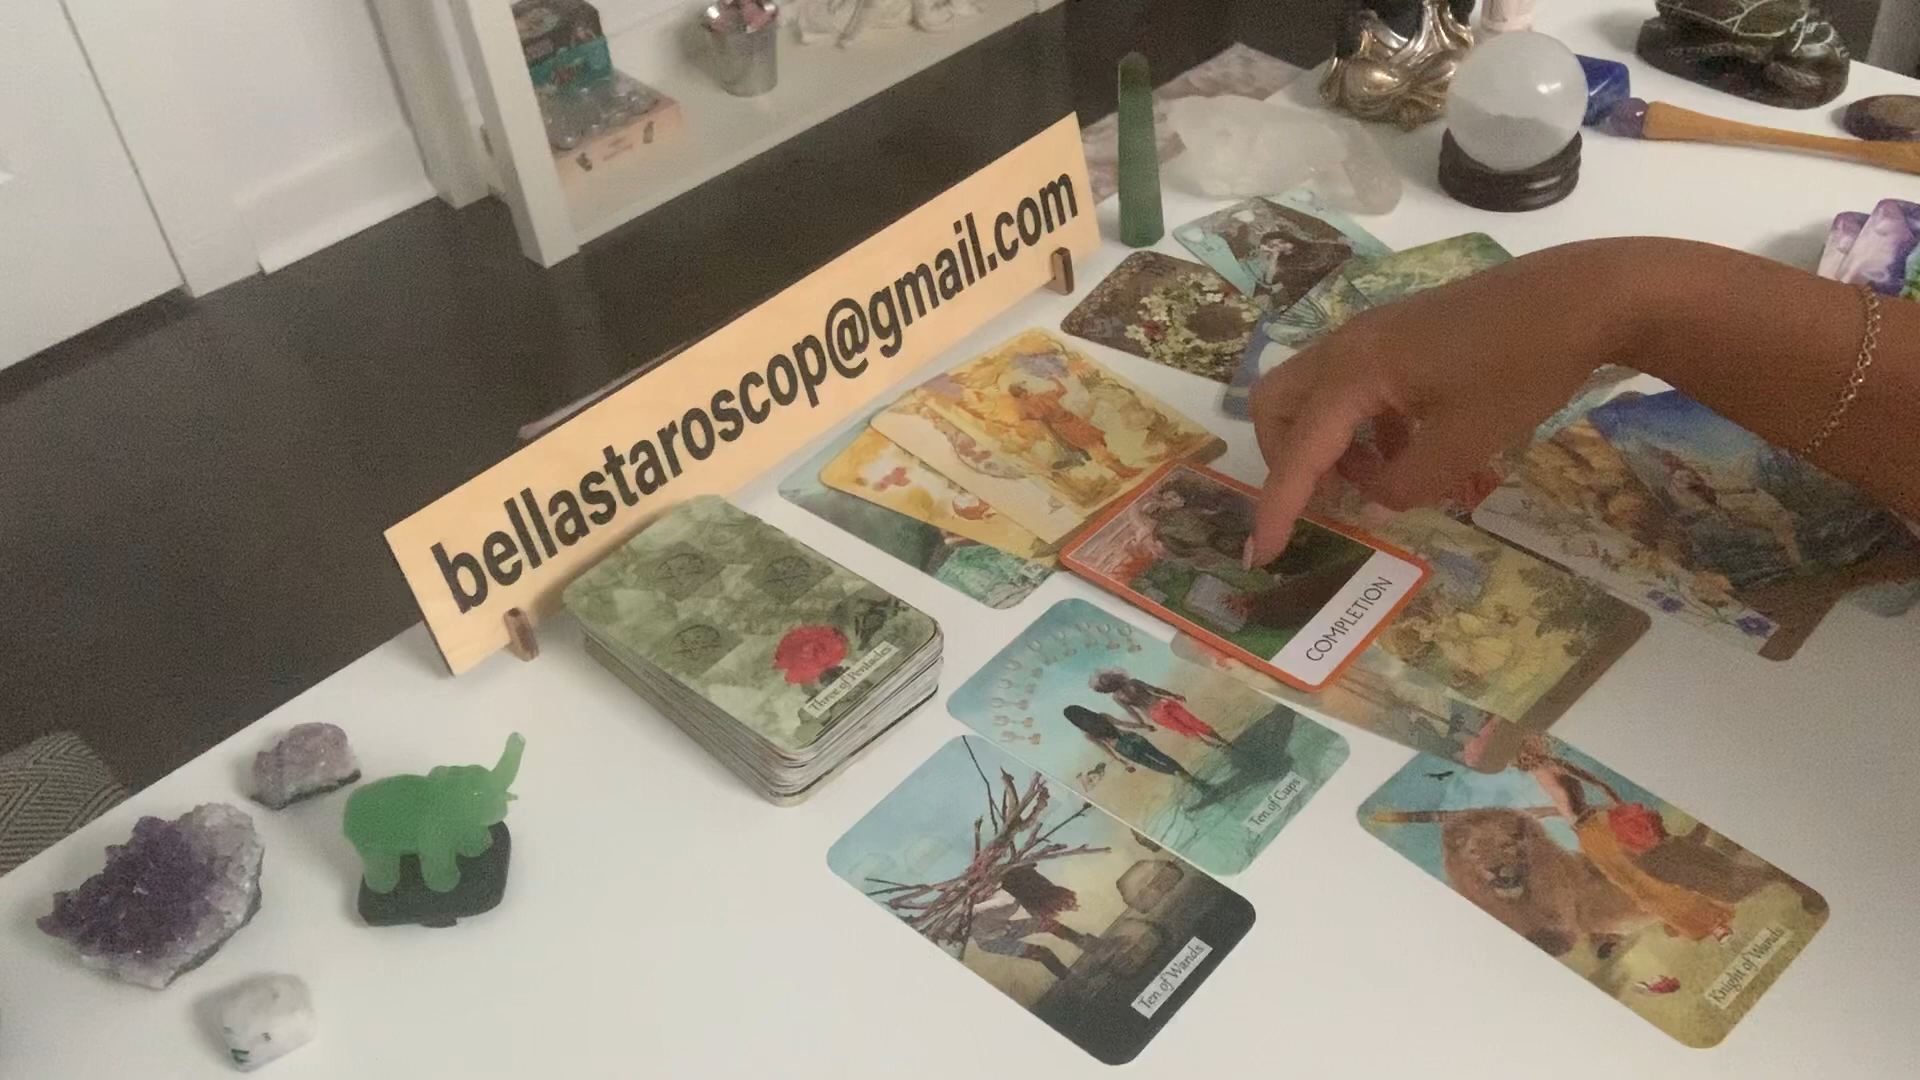 bellastaroscop@gmail.com
Three of Pentacles
COMPLETION
Ten of Cups
Ten of Wands
Knight of Wands